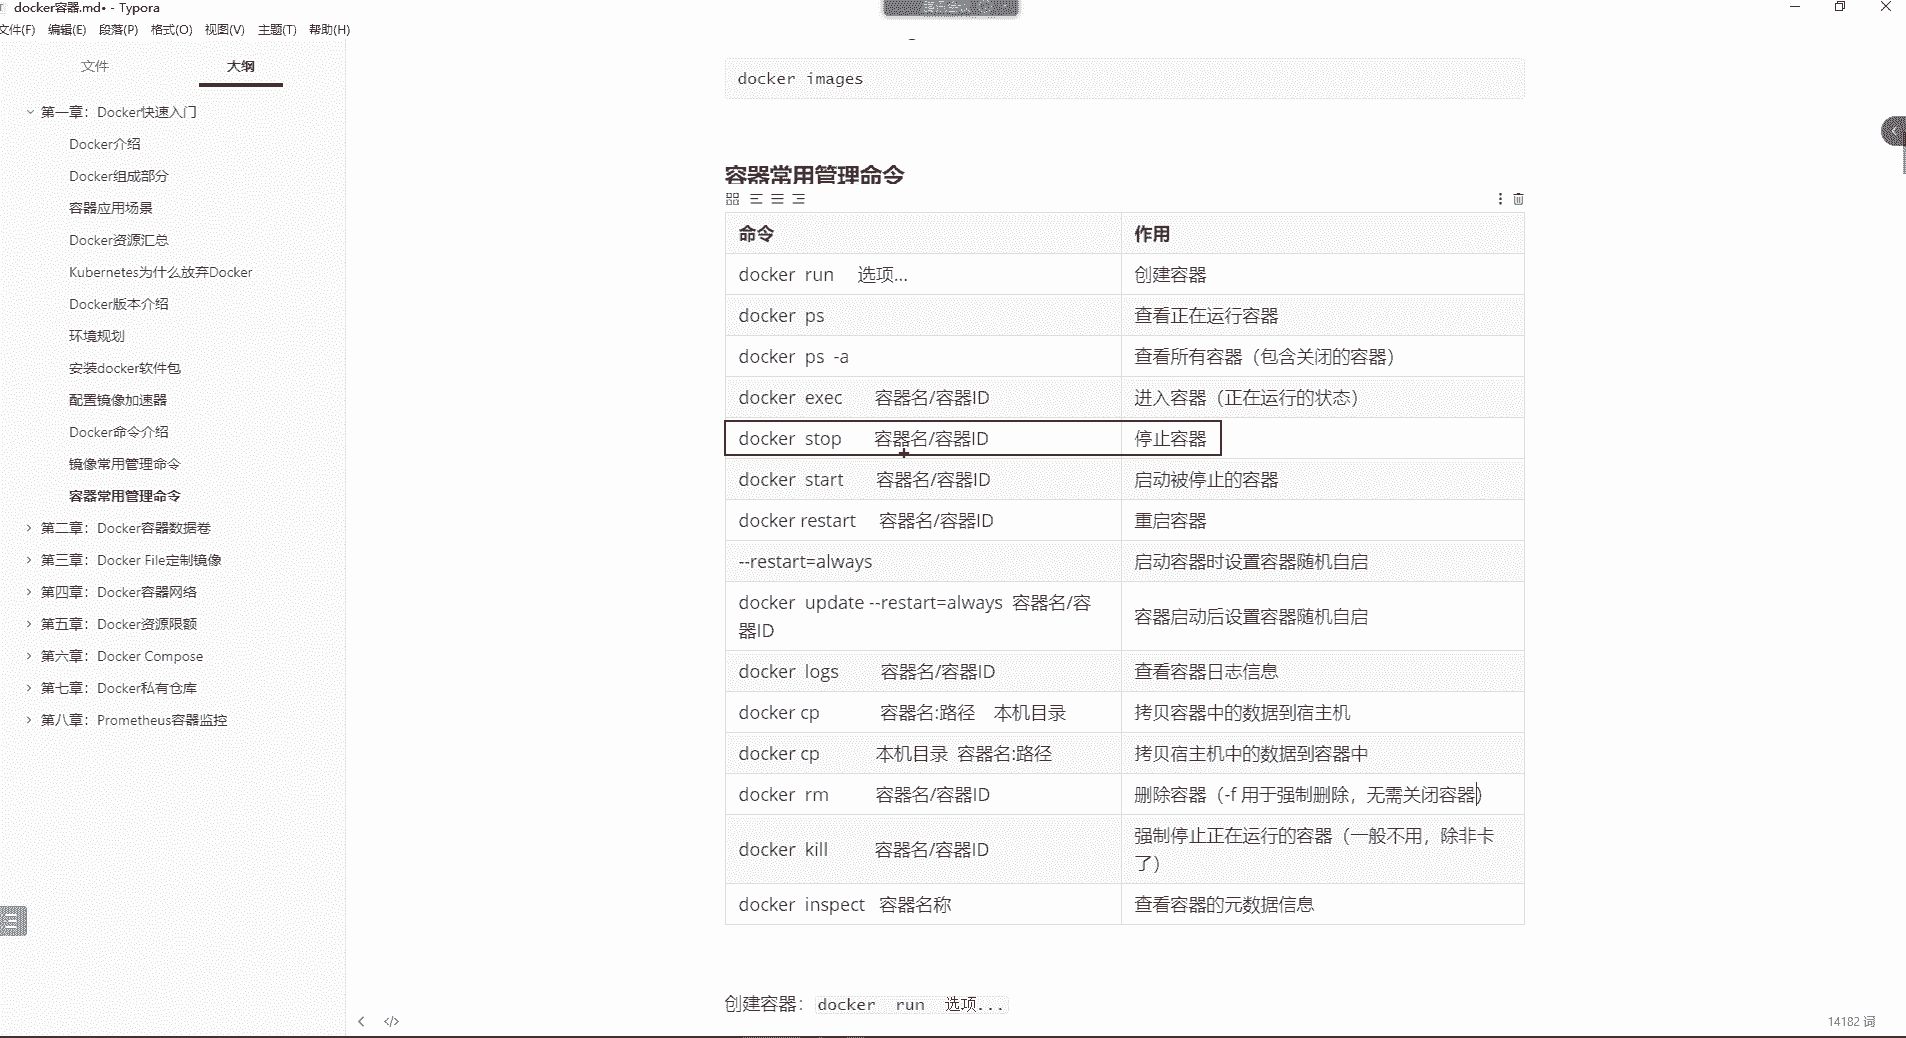 docker容器.md• - Typora
文件(F) 编辑(E) 段落(P) 格式(O) 视图(V) 主题(T) 帮助(H)
文件 大纲
第一章：Docker快速入门
Docker介绍
Docker组成部分
容器应用场景
Docker资源汇总
Kubernetes为什么放弃Docker
Docker版本介绍
环境规划
安装docker软件包
配置镜像加速器
Docker命令介绍
镜像常用管理命令
容器常用管理命令
第二章：Docker容器数据卷
第三章：Docker File定制镜像
第四章：Docker容器网络
第五章：Docker资源限额
第六章：Docker Compose
第七章：Docker私有仓库
第八章：Prometheus容器监控
docker images
容器常用管理命令
命令 作用
docker run 选项... 创建容器
docker ps 查看正在运行容器
docker ps -a 查看所有容器（包含关闭的容器）
docker exec 容器名/容器ID 进入容器（正在运行的状态）
docker stop 容器名/容器ID 停止容器
docker start 容器名/容器ID 启动被停止的容器
docker restart 容器名/容器ID 重启容器
--restart=always 启动容器时设置容器随机自启
docker update --restart=always 容器名/容
器ID 容器启动后设置容器随机自启
docker logs 容器名/容器ID 查看容器日志信息
docker cp 容器名:路径 本机目录 拷贝容器中的数据到宿主机
docker cp 本机目录 容器名:路径 拷贝宿主机中的数据到容器中
docker rm 容器名/容器ID 删除容器（-f 用于强制删除，无需关闭容器）
docker kill 容器名/容器ID 强制停止正在运行的容器（一般不用，除非卡
了）
docker inspect 容器名称 查看容器的元数据信息
创建容器：docker run 选项...
14182 词